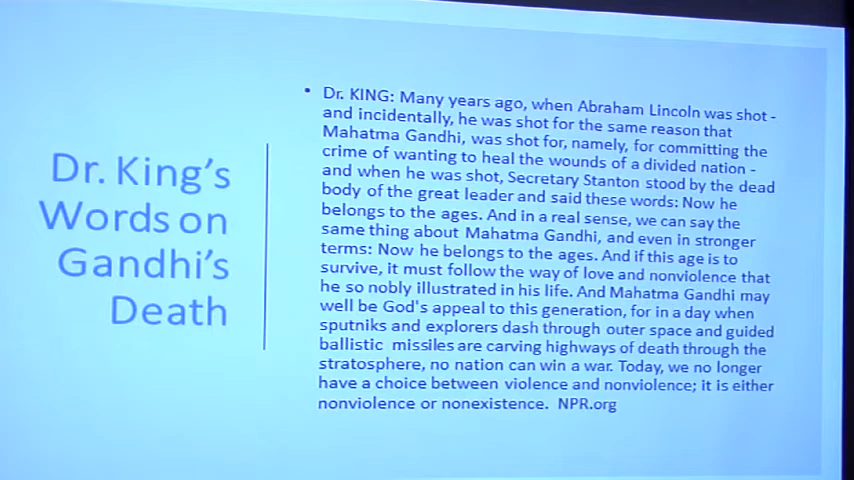 Dr. King's
Words on
Gandhi's
Death
• Dr. KING: Many years ago, when Abraham Lincoln was shot -
and incidentally, he was shot for the same reason that
Mahatma Gandhi, was shot for, namely, for committing the
crime of wanting to heal the wounds of a divided nation -
and when he was shot, Secretary Stanton stood by the dead
body of the great leader and said these words: Now he
belongs to the ages. And in a real sense, we can say the
same thing about Mahatma Gandhi, and even in stronger
terms: Now he belongs to the ages. And if this age is to
survive, it must follow the way of love and nonviolence that
he so nobly illustrated in his life. And Mahatma Gandhi may
well be God's appeal to this generation, for in a day when
sputniks and explorers dash through outer space and guided
ballistic missiles are carving highways of death through the
stratosphere, no nation can win a war. Today, we no longer
have a choice between violence and nonviolence; it is either
nonviolence or nonexistence. NPR.org